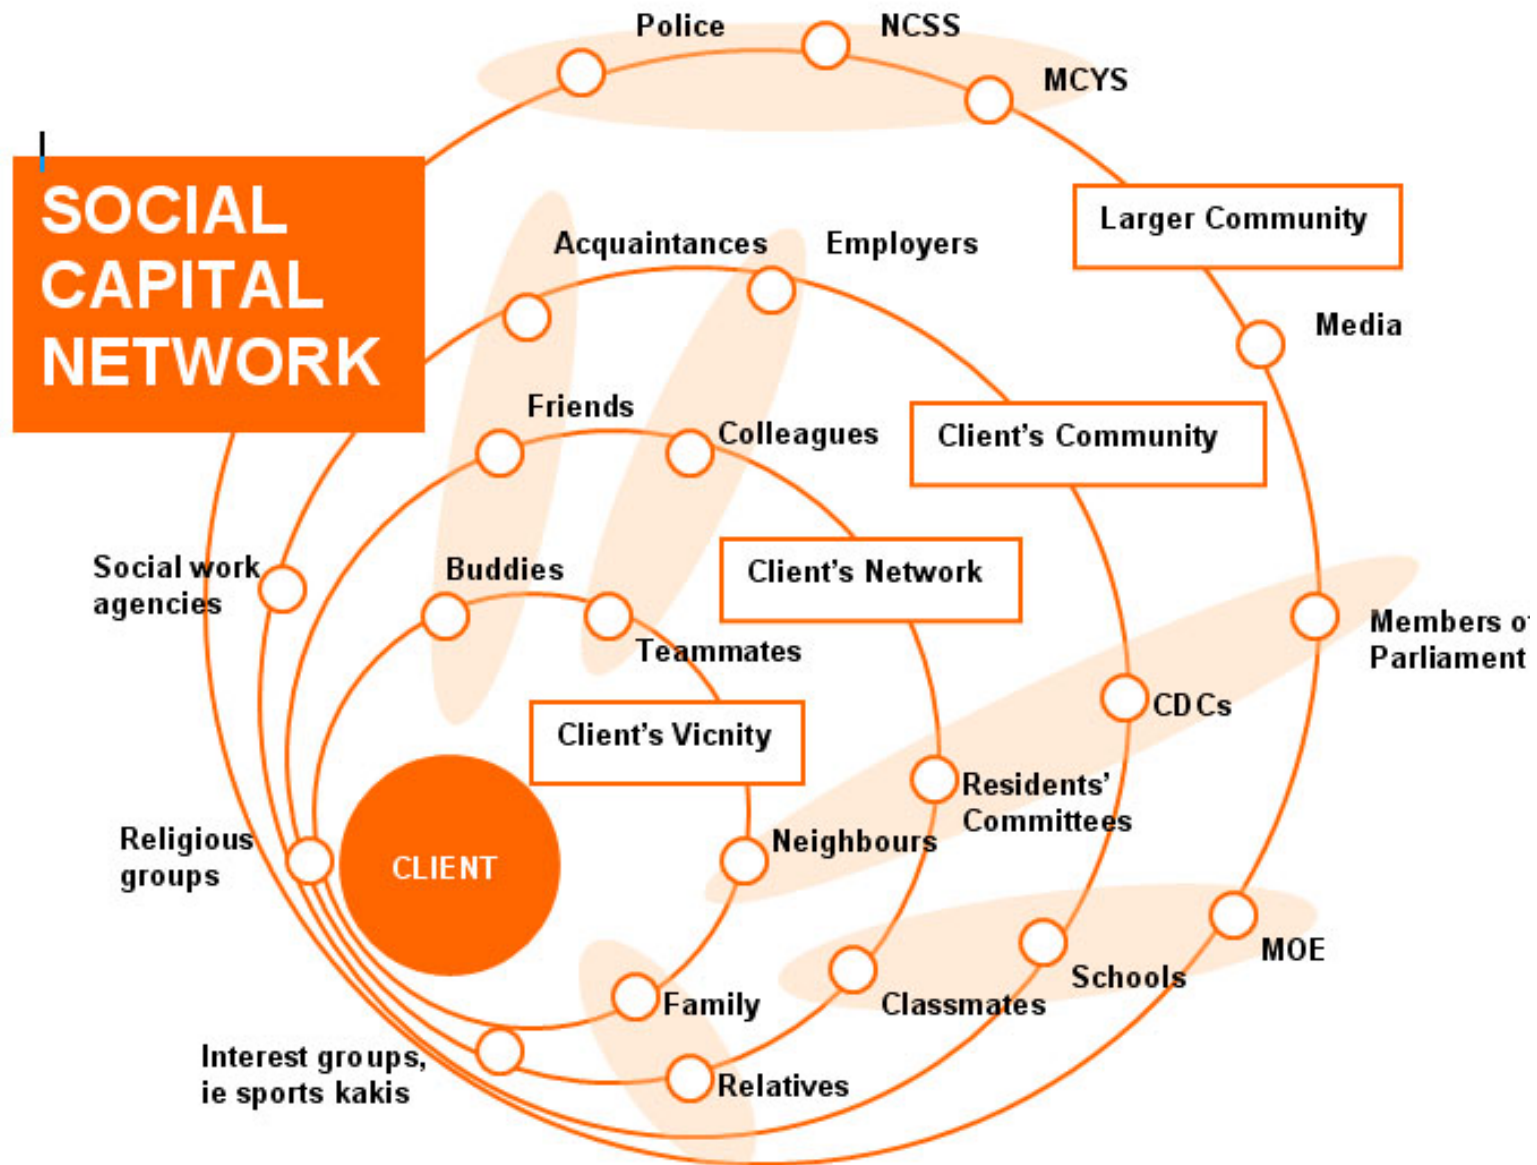 Police
NCSS
MCYS
SOCIAL
CAPITAL
NETWORK
Larger Community
Acquaintances
Employers
Media
Friends
Colleagues
Client's Community
Social work
agencies
Buddies
Client's Network
Teammates
Members of
Parliament
CDCs
Client's Vicnity
Residents'
Committees
Religious
groups
CLIENT
Neighbours
MOE
Schools
Classmates
Family
Interest groups,
ie sports kakis
Relatives